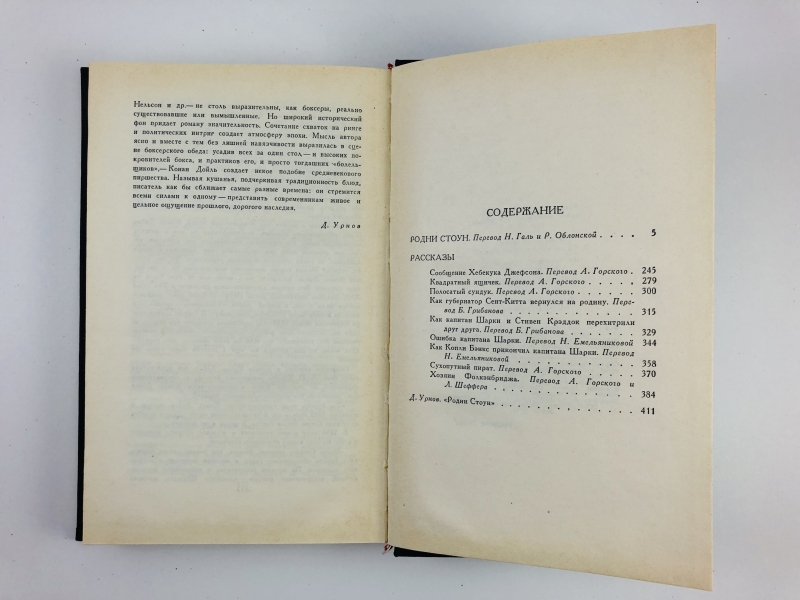 Нельсон и др.— не столь выразительны, как боксеры, реально
существовавшие или вымышленные. Но широкий исторический
фон придает роману значительность. Сочетание схваток на ринге
и политических интриг создает атмосферу эпохи. Мысль автора
ясно и вместе с тем без лишней навязчивости выразилась в сце-
не боксерского обеда: усадив всех за один стол — и высоких по-
кровителей бокса, и практиков его, и просто тогдашних «болель-
щиков»,— Конан Дойль создает некое подобие средневекового
пиршества. Называя кушанья, подчеркивая традиционность блюд,
писатель как бы сближает самые разные времена: он стремится
всеми силами к одному — представить современникам живое и
цельное ощущение прошлого, дорогого наследия.
Д. Урнов
СОДЕРЖАНИЕ
РОДНИ СТОУН. Перевод Н. Галь и Р. Облонской . . . . 5
РАССКАЗЫ
Сообщение Хебекука Джефсона. Перевод А. Горского . 245
Квадратный ящичек. Перевод А. Горского . . . . . 279
Полосатый сундук. Перевод А. Горского . . . . . . 300
Как губернатор Сент-Китта вернулся на родину. Пере-
вод Б. Грибанова . . . . . . . . . . . 315
Как капитан Шарки и Стивен Крэддок перехитрили
друг друга. Перевод Б. Грибанова . . . . . . . 329
Ошибка капитана Шарки. Перевод Н. Емельяниковой 344
Как Копли Бэнкс прикончил капитана Шарки. Перевод
Н. Емельяниковой . . . . . . . . . . . 358
Сухопутный пират. Перевод А. Горского . . . . . 370
Хозяин Фолкэнбриджа. Перевод А. Горского и
Л. Шеффера . . . . . . . . . . . . . 384
Д. Урнов. «Родни Стоун» . . . . . . . . . . . 411